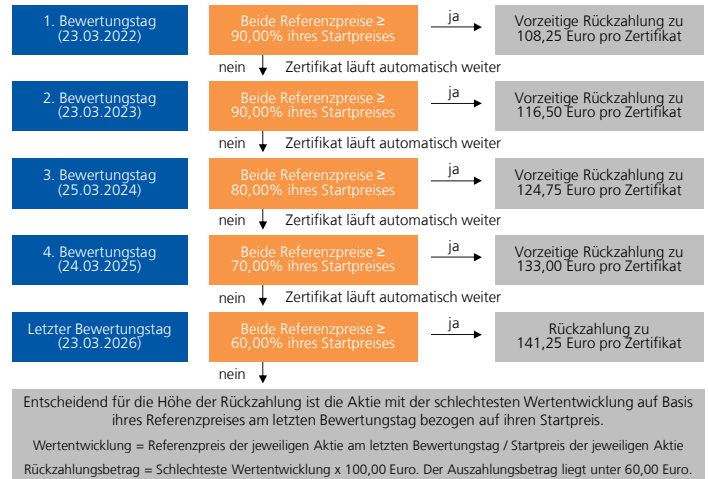 1. Bewertungstag
(23.03.2022)
Beide Referenzpreise ≥
90,00% ihres Startpreises
ja
Vorzeitige Rückzahlung zu
108,25 Euro pro Zertifikat
nein
Zertifikat läuft automatisch weiter
2. Bewertungstag
(23.03.2023)
Beide Referenzpreise ≥
90,00% ihres Startpreises
ja
Vorzeitige Rückzahlung zu
116,50 Euro pro Zertifikat
nein
Zertifikat läuft automatisch weiter
3. Bewertungstag
(25.03.2024)
Beide Referenzpreise ≥
80,00% ihres Startpreises
ja
Vorzeitige Rückzahlung zu
124,75 Euro pro Zertifikat
nein
Zertifikat läuft automatisch weiter
4. Bewertungstag
(24.03.2025)
Beide Referenzpreise ≥
70,00% ihres Startpreises
ja
Vorzeitige Rückzahlung zu
133,00 Euro pro Zertifikat
nein
Zertifikat läuft automatisch weiter
Letzter Bewertungstag
(23.03.2026)
Beide Referenzpreise ≥
60,00% ihres Startpreises
ja
Rückzahlung zu
141,25 Euro pro Zertifikat
nein
Entscheidend für die Höhe der Rückzahlung ist die Aktie mit der schlechtesten Wertentwicklung auf Basis
ihres Referenzpreises am letzten Bewertungstag bezogen auf ihren Startpreis.
Wertentwicklung = Referenzpreis der jeweiligen Aktie am letzten Bewertungstag / Startpreis der jeweiligen Aktie
Rückzahlungsbetrag = Schlechteste Wertentwicklung x 100,00 Euro. Der Auszahlungsbetrag liegt unter 60,00 Euro.